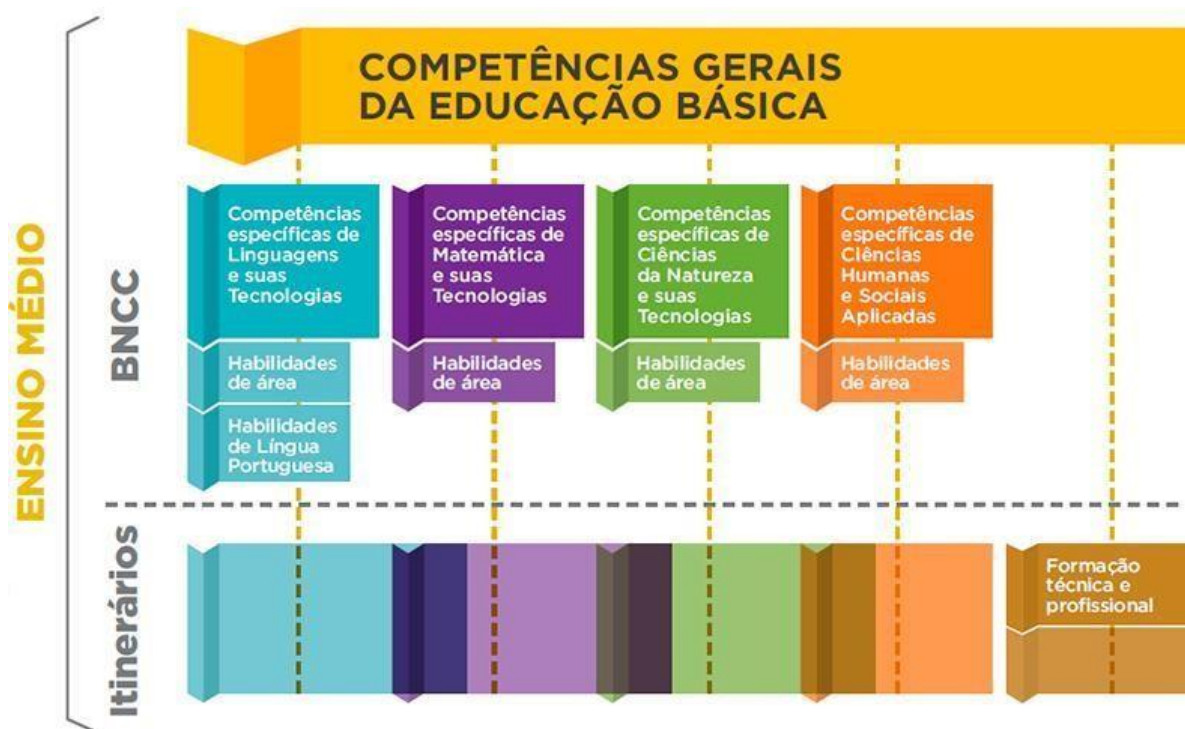 ENSINO MÉDIO
BNCC
COMPETÊNCIAS GERAIS
DA EDUCAÇÃO BÁSICA
Competências
específicas de
Linguagens
e suas
Tecnologias
Habilidades
de área
Habilidades
de Língua
Portuguesa
Competências
específicas de
Matemática
e suas
Tecnologias
Habilidades
de área
Competências
específicas de
Ciências
da Natureza
e suas
Tecnologias
Habilidades
de área
Competências
específicas de
Ciências
Humanas
e Sociais
Aplicadas
Habilidades
de área
Itinerários
Formação
técnica e
profissional